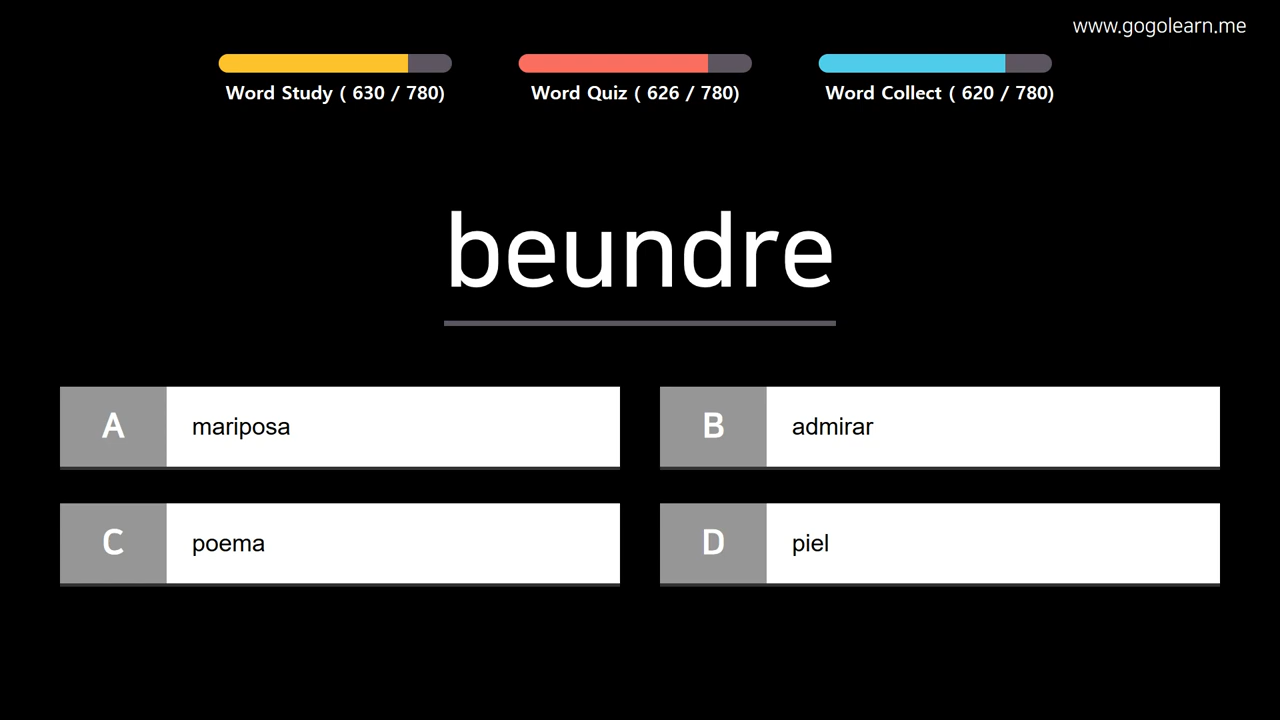 www.gogolearn.me
Word Study ( 630 / 780)
Word Quiz ( 626 / 780)
Word Collect ( 620 / 780)
beundre
A mariposa
B admirar
C poema
D piel